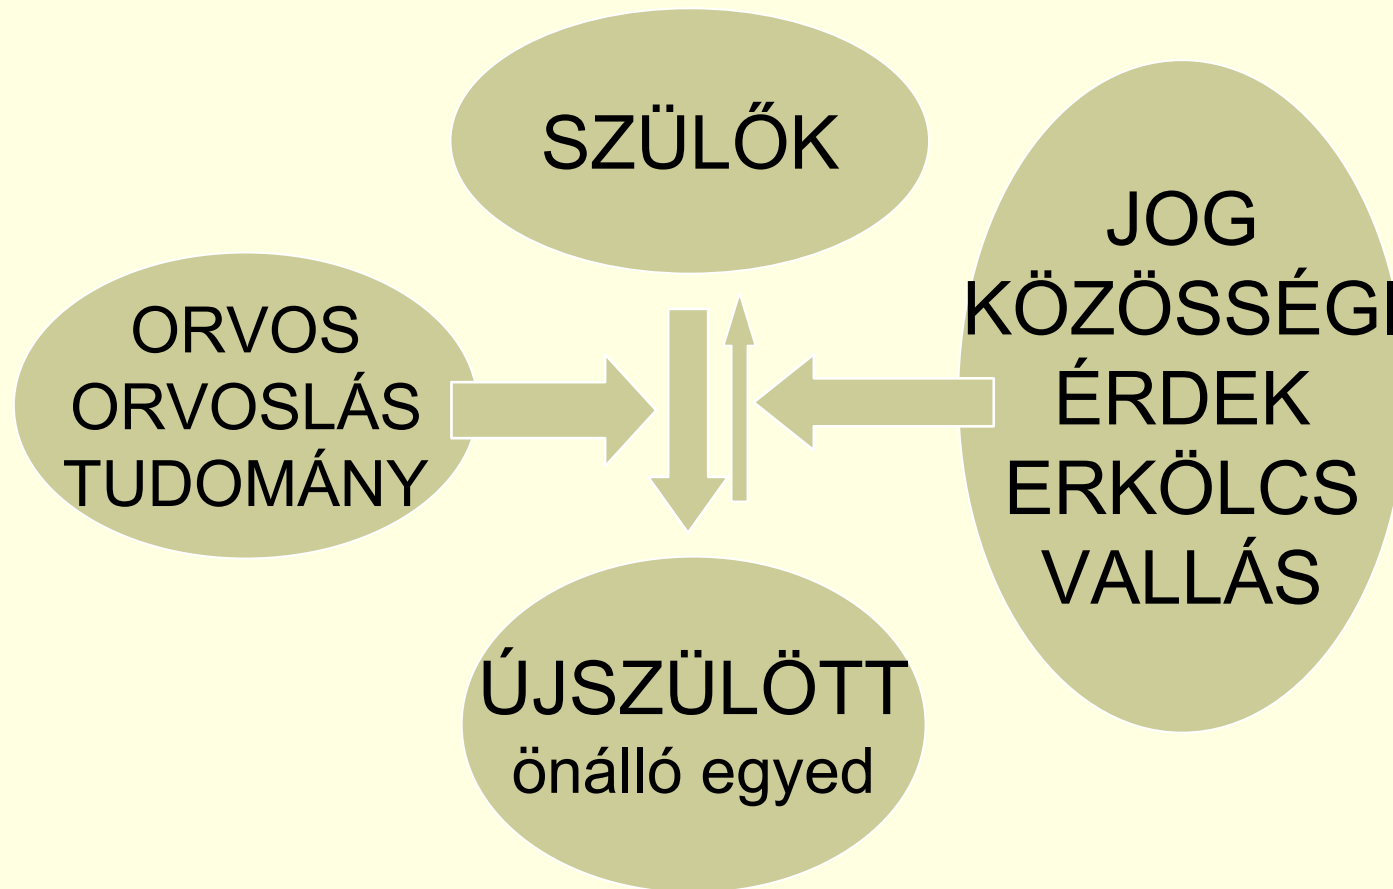 SZÜLŐK
ORVOS
ORVOSLÁS
TUDOMÁNY
JOG
KÖZÖSSÉGI
ÉRDEK
ERKÖLCS
VALLÁS
ÚJSZÜLÖTT
önálló egyed